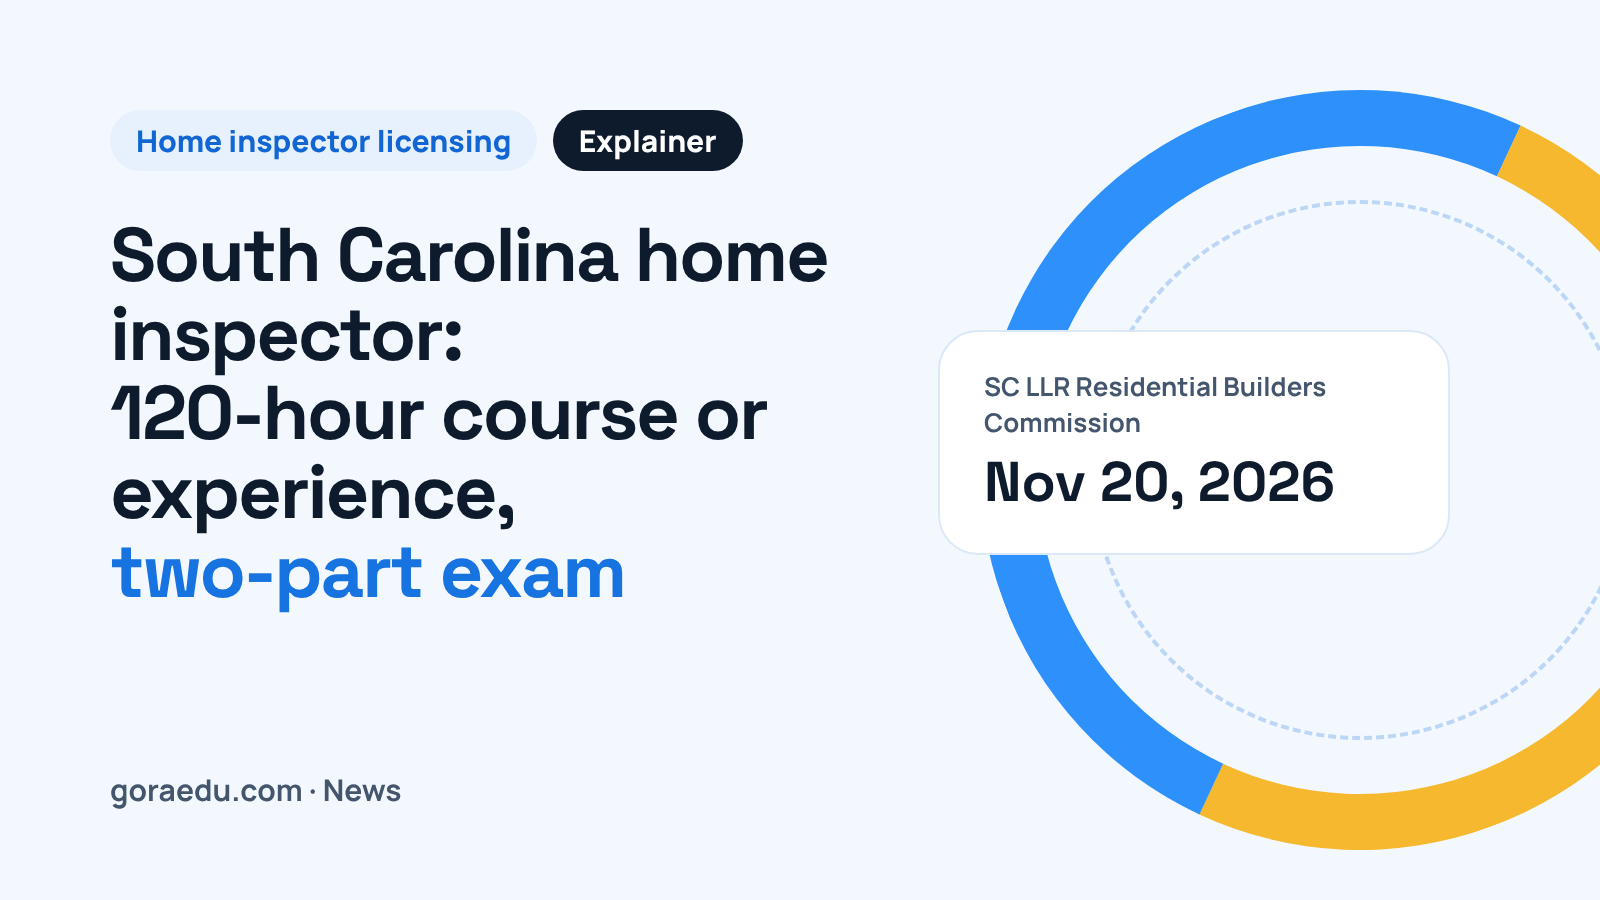 Home inspector licensing
Explainer
South Carolina home
inspector:
120-hour course or
experience,
two-part exam
SC LLR Residential Builders
Commission
Nov 20, 2026
goraedu.com · News